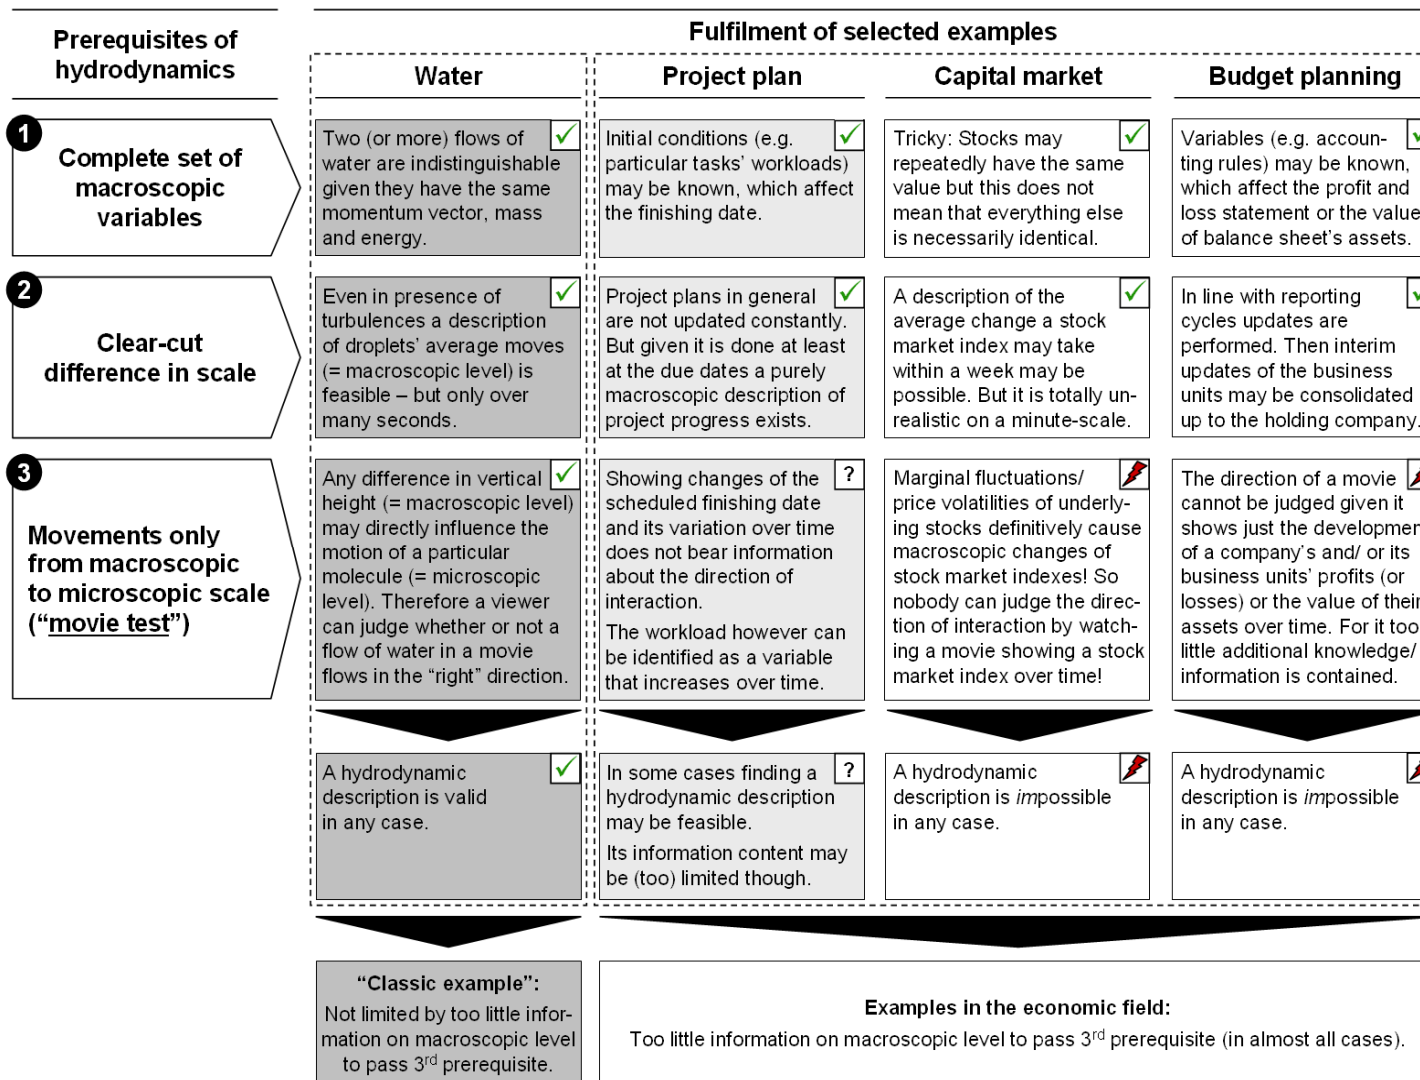 Prerequisites of
hydrodynamics
Fulfilment of selected examples
Water
Project plan
Capital market
Budget planning
1
Complete set of
macroscopic
variables
Two (or more) flows of
water are indistinguishable
given they have the same
momentum vector, mass
and energy.
Initial conditions (e.g.
particular tasks' workloads)
may be known, which affect
the finishing date.
Tricky: Stocks may
repeatedly have the same
value but this does not
mean that everything else
is necessarily identical.
Variables (e.g. accoun-
ting rules) may be known,
which affect the profit and
loss statement or the value
of balance sheet's assets.
2
Clear-cut
difference in scale
Even in presence of
turbulences a description
of droplets' average moves
(= macroscopic level) is
feasible – but only over
many seconds.
Project plans in general
are not updated constantly.
But given it is done at least
at the due dates a purely
macroscopic description of
project progress exists.
A description of the
average change a stock
market index may take
within a week may be
possible. But it is totally un-
realistic on a minute-scale.
In line with reporting
cycles updates are
performed. Then interim
updates of the business
units may be consolidated
up to the holding company.
3
Movements only
from macroscopic
to microscopic scale
("movie test")
Any difference in vertical
height (= macroscopic level)
may directly influence the
motion of a particular
molecule (= microscopic
level). Therefore a viewer
can judge whether or not a
flow of water in a movie
flows in the "right" direction.
Showing changes of the
scheduled finishing date
and its variation over time
does not bear information
about the direction of
interaction.
The workload however can
be identified as a variable
that increases over time.
?
Marginal fluctuations/
price volatilities of underly-
ing stocks definitively cause
macroscopic changes of
stock market indexes! So
nobody can judge the direc-
tion of interaction by watch-
ing a movie showing a stock
market index over time!
The direction of a movie
cannot be judged given it
shows just the developmen
of a company's and/ or its
business units' profits (or
losses) or the value of their
assets over time. For it too
little additional knowledge/
information is contained.
A hydrodynamic
description is valid
in any case.
In some cases finding a
hydrodynamic description
may be feasible.
Its information content may
be (too) limited though.
?
A hydrodynamic
description is impossible
in any case.
A hydrodynamic
description is impossible
in any case.
"Classic example":
Not limited by too little infor-
mation on macroscopic level
to pass 3rd prerequisite.
Examples in the economic field:
Too little information on macroscopic level to pass 3rd prerequisite (in almost all cases).